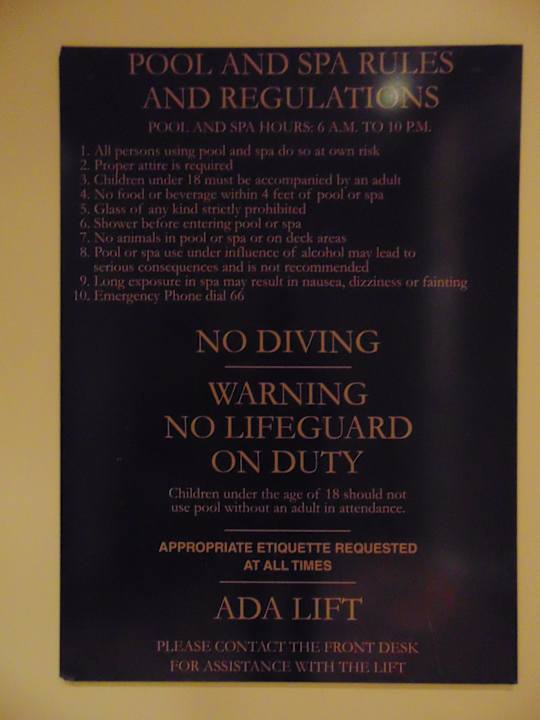 POOL AND SPA RULES
AND REGULATIONS
POOL AND SPA HOURS: 6 A.M. TO 10 P.M.
1. All persons using pool and spa do so at own risk
2. Proper attire is required
3. Children under 18 must be accompanied by an adult
4. No food or beverage within 4 feet of pool or spa
5. Glass of any kind strictly prohibited
6. Shower before entering pool or spa
7. No animals in pool or spa or on deck areas
8. Pool or spa use under influence of alcohol may lead to
serious consequences and is not recommended
9. Long exposure in spa may result in nausea, dizziness or fainting
10. Emergency Phone dial 66
NO DIVING
WARNING
NO LIFEGUARD
ON DUTY
Children under the age of 18 should not
use pool without an adult in attendance.
APPROPRIATE ETIQUETTE REQUESTED
AT ALL TIMES
ADA LIFT
PLEASE CONTACT THE FRONT DESK
FOR ASSISTANCE WITH THE LIFT